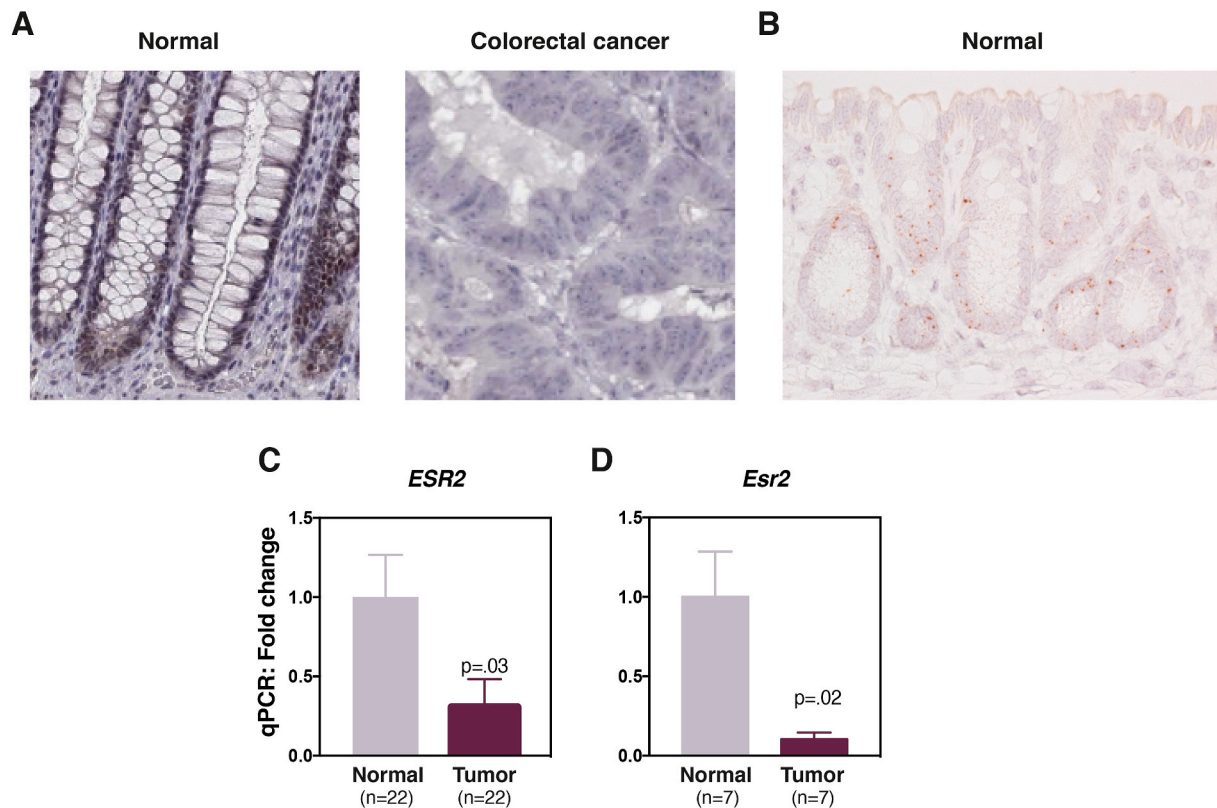 A
Normal
Colorectal cancer
B
Normal
C
ESR2
qPCR: Fold change
1.5
1.0
0.5
0.0
p=.03
Normal
(n=22)
Tumor
(n=22)
D
Esr2
1.5
1.0
0.5
0.0
p=.02
Normal
(n=7)
Tumor
(n=7)